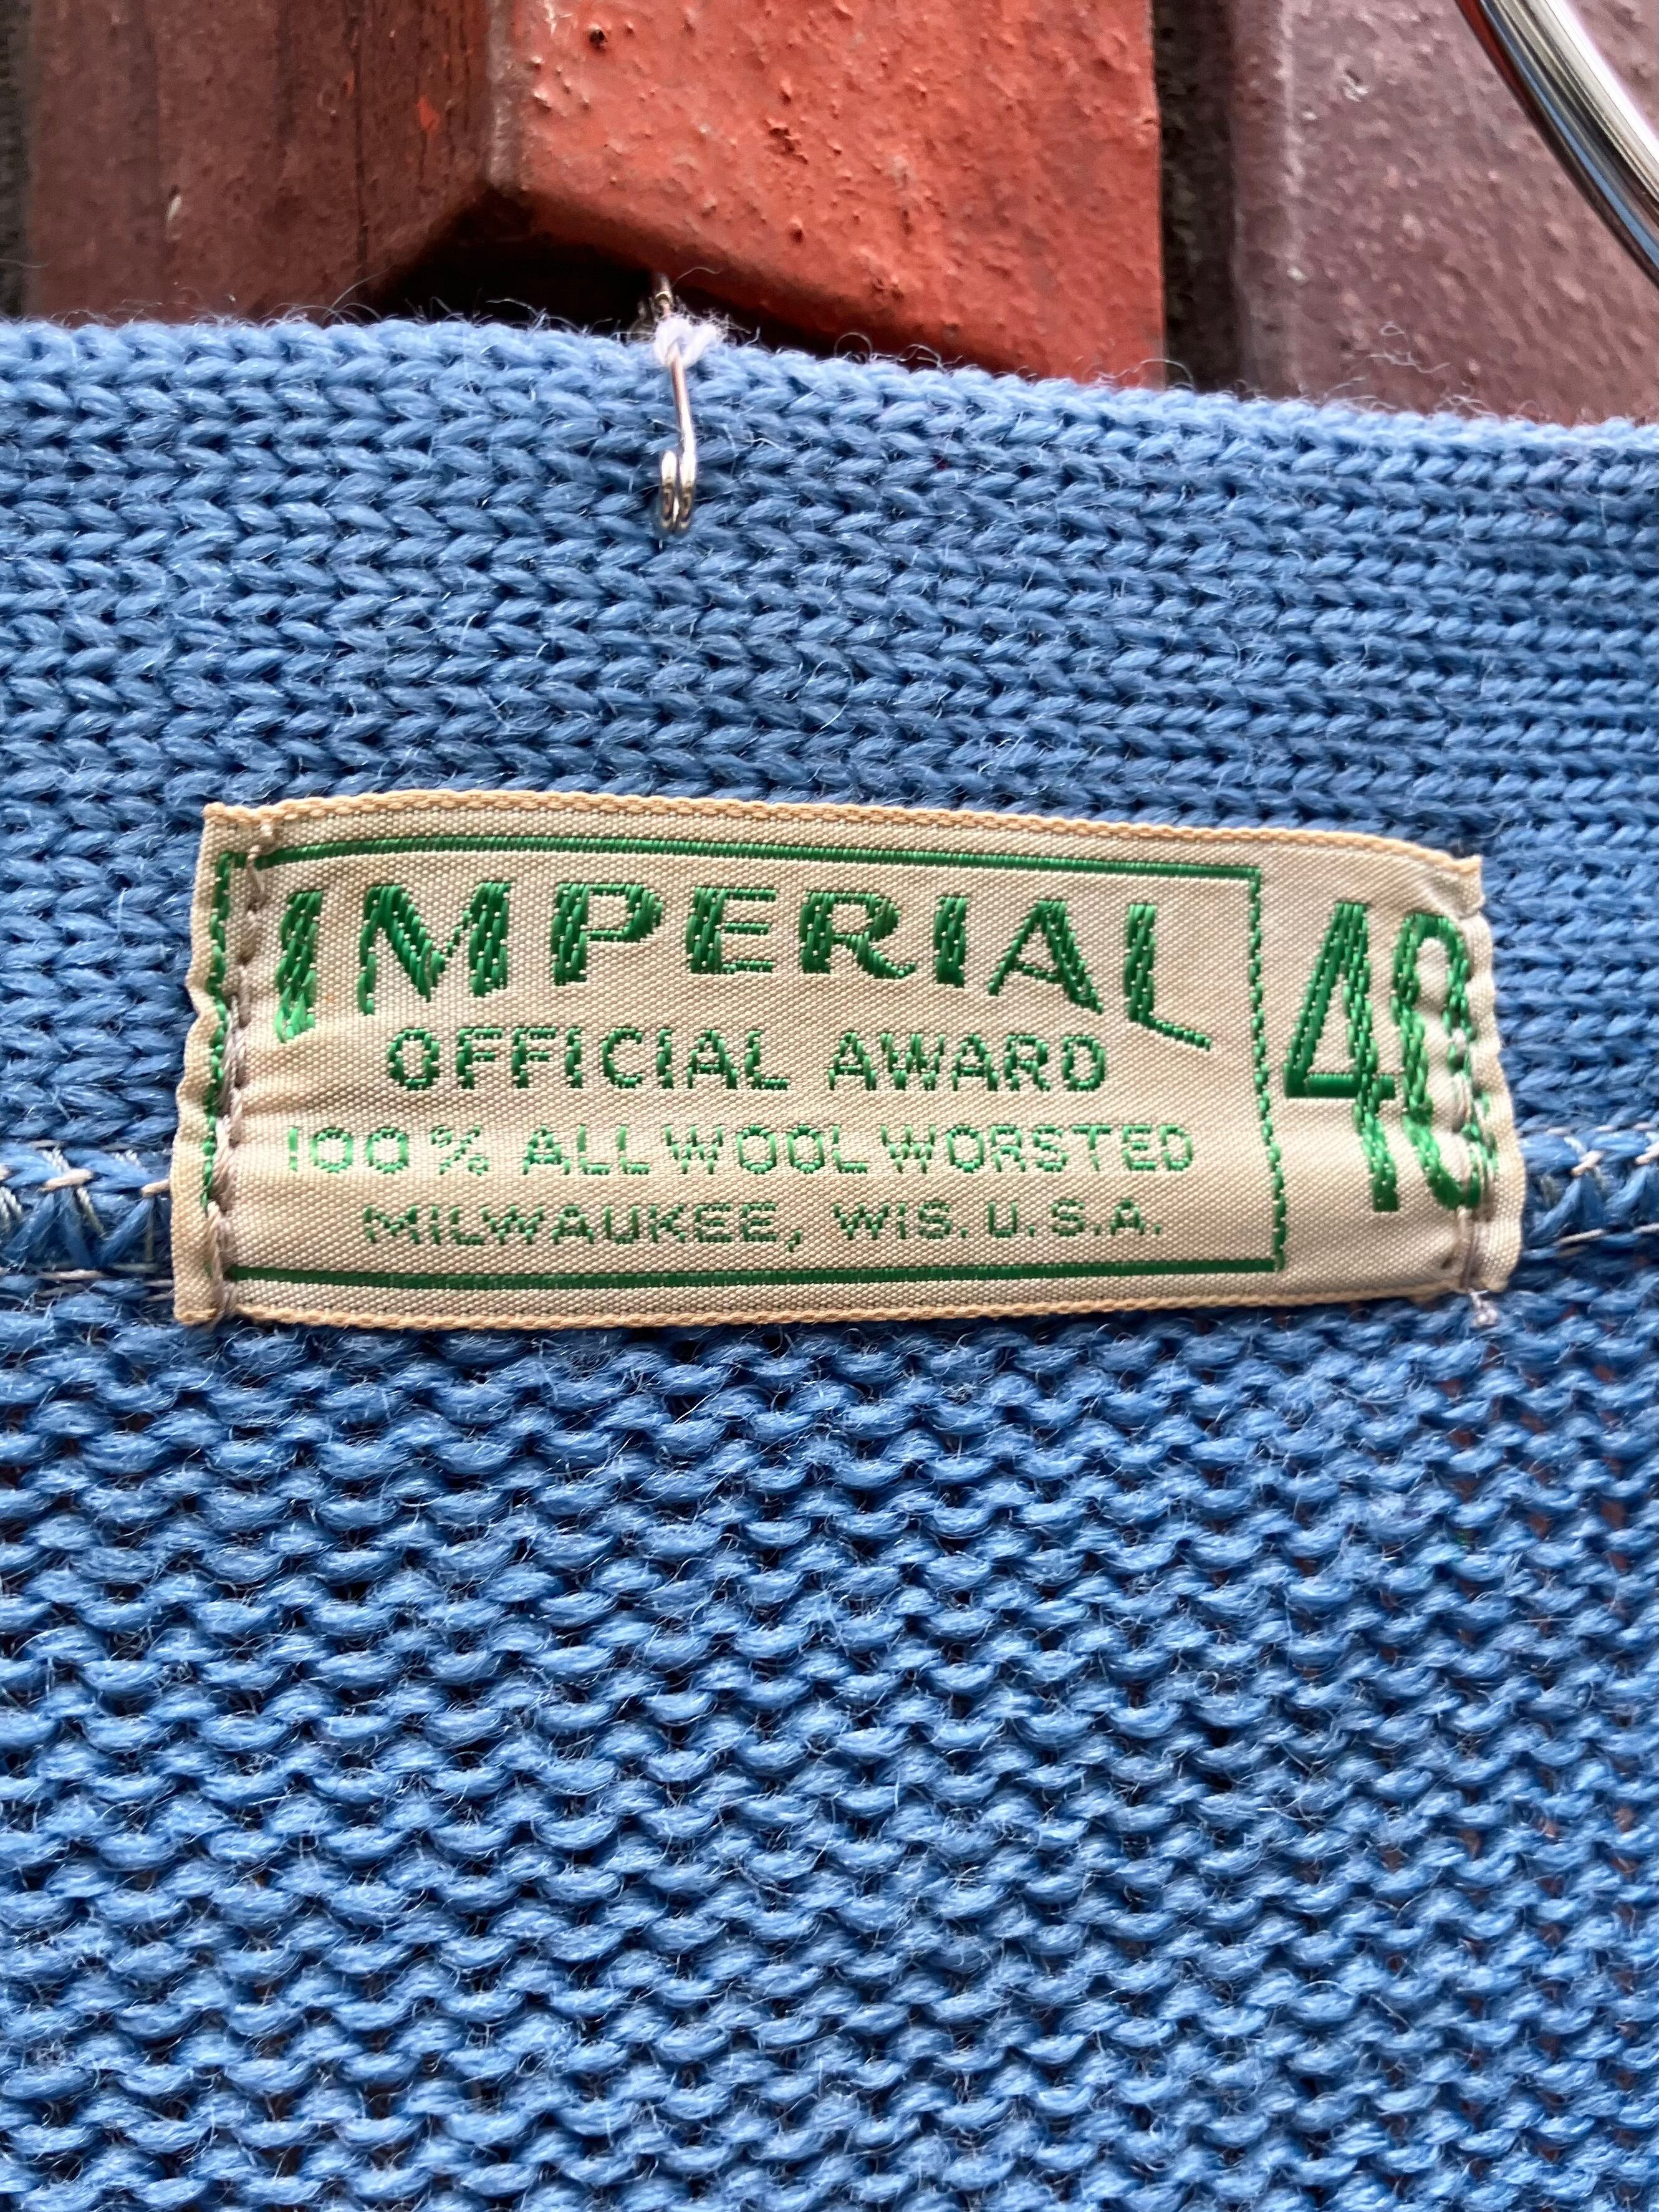 IMPERIAL
OFFICIAL AWARD
100% ALL WOOL WORSTED
MILWAUKEE, WIS. U.S.A.